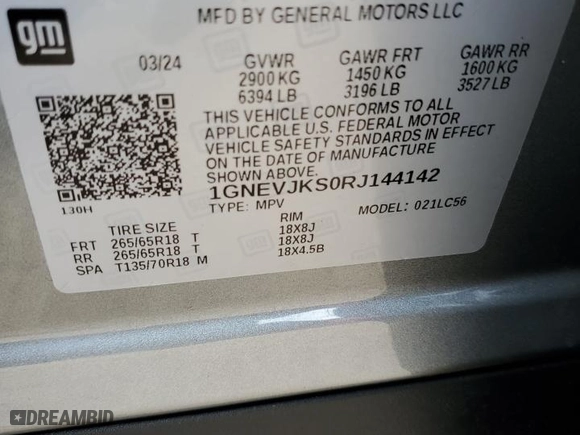 gm
MFD BY GENERAL MOTORS LLC
03/24 GVWR GAWR FRT GAWR RR
2900 KG 1450 KG 1600 KG
6394 LB 3196 LB 3527 LB
THIS VEHICLE CONFORMS TO ALL
APPLICABLE U.S. FEDERAL MOTOR
VEHICLE SAFETY STANDARDS IN EFFECT
ON THE DATE OF MANUFACTURE
SHOWN ABOVE.
1GNEVJKS0RJ144142
130H
TYPE: MPV MODEL: 021LC56
TIRE SIZE RIM
FRT 265/65R18 T 18X8J
RR 265/65R18 T 18X8J
SPA T135/70R18 M 18X4.5B
DREAMBID